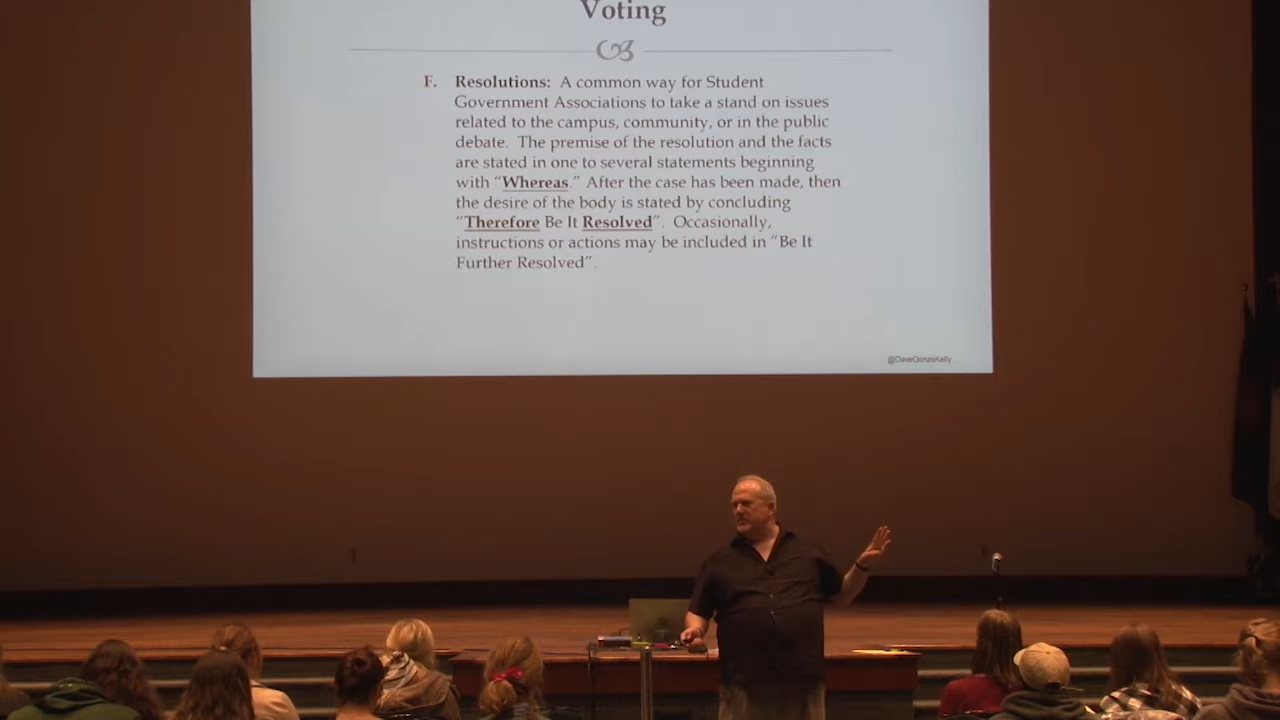 Voting
F. Resolutions: A common way for Student
Government Associations to take a stand on issues
related to the campus, community, or in the public
debate. The premise of the resolution and the facts
are stated in one to several statements beginning
with “Whereas.” After the case has been made, then
the desire of the body is stated by concluding
“Therefore Be It Resolved”. Occasionally,
instructions or actions may be included in “Be It
Further Resolved”.
@DaveGonzoKelly